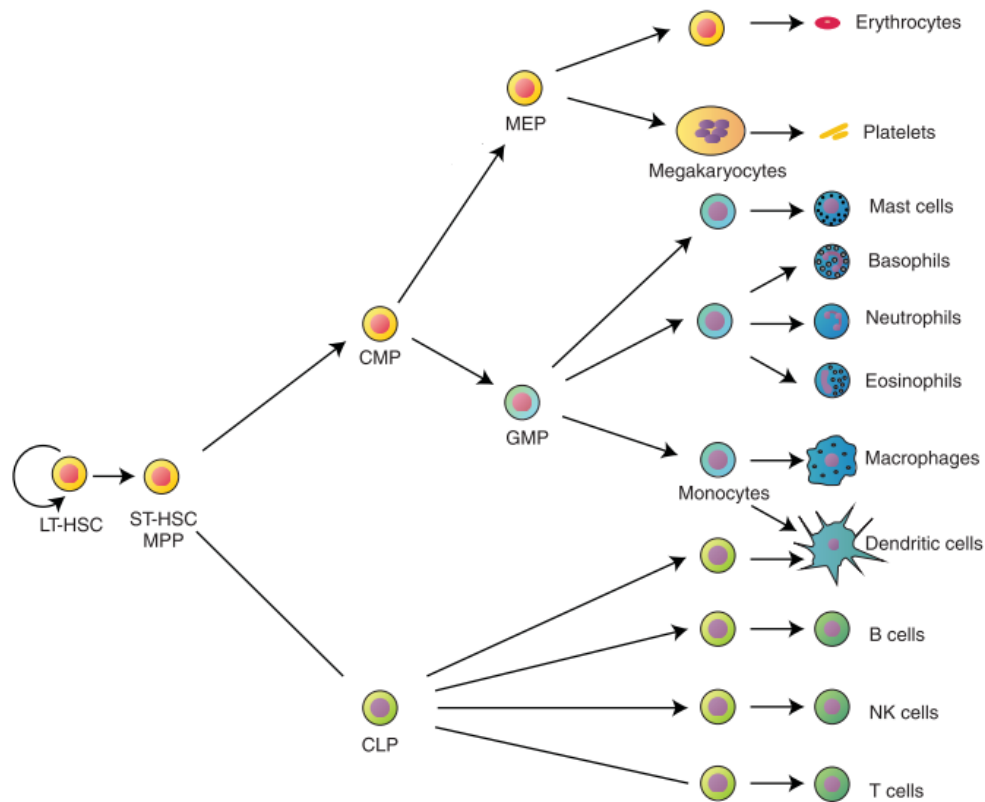 Erythrocytes
MEP
Platelets
Megakaryocytes
Mast cells
Basophils
Neutrophils
CMP
Eosinophils
GMP
Macrophages
Monocytes
LT-HSC
ST-HSC
MPP
Dendritic cells
B cells
NK cells
CLP
T cells